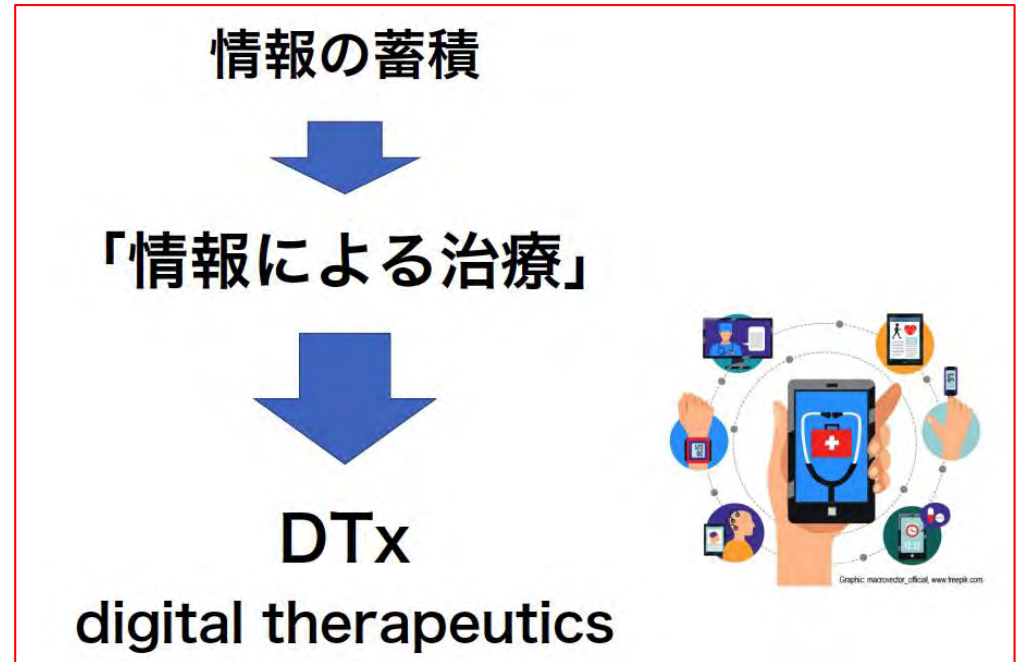 情報の蓄積
「情報による治療」
DTx
digital therapeutics
Graphic: macrovector_official, www.freepik.com